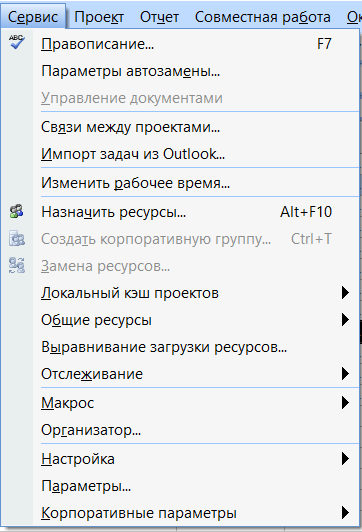 Сервис Проект Отчет Совместная работа
ABC Правописание... F7
Параметры автозамены...
Управление документами
Связи между проектами...
Импорт задач из Outlook...
Изменить рабочее время...
Назначить ресурсы... Alt+F10
Создать корпоративную группу... Ctrl+T
Замена ресурсов...
Локальный кэш проектов
Общие ресурсы
Выравнивание загрузки ресурсов...
Отслеживание
Макрос
Организатор...
Настройка
Параметры...
Корпоративные параметры